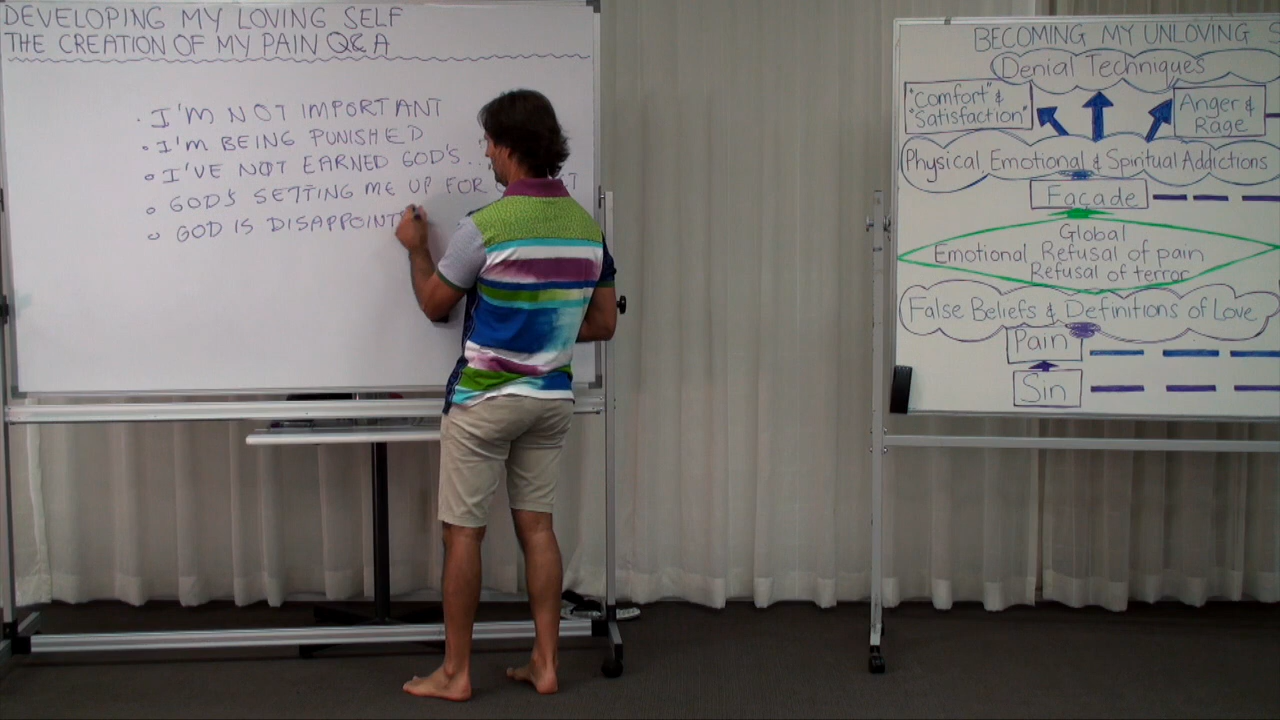 DEVELOPING MY LOVING SELF
THE CREATION OF MY PAIN Q&A
• I'M NOT IMPORTANT
• I'M BEING PUNISHED
• I'VE NOT EARNED GOD'S...
• GOD'S SETTING ME UP FOR
• GOD IS DISAPPOINT
BECOMING MY UNLOVING S
Denial Techniques
"Comfort" &
"Satisfaction"
Anger &
Rage
Physical Emotional & Spiritual Addictions
Façade
Global
Emotional Refusal of pain
Refusal of terror
False Beliefs & Definitions of Love
Pain
Sin